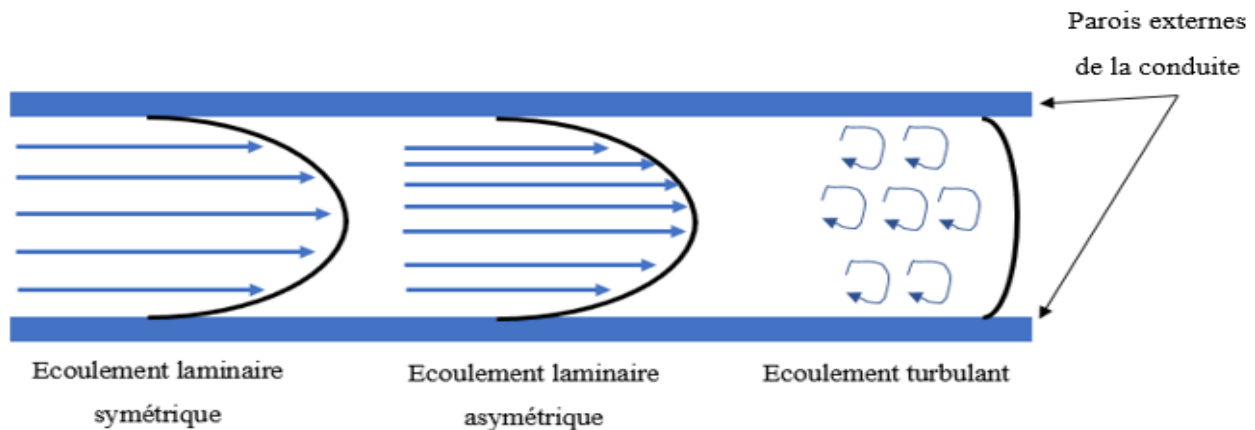 Parois externes
de la conduite
Ecoulement laminaire
symétrique
Ecoulement laminaire
asymétrique
Ecoulement turbulant